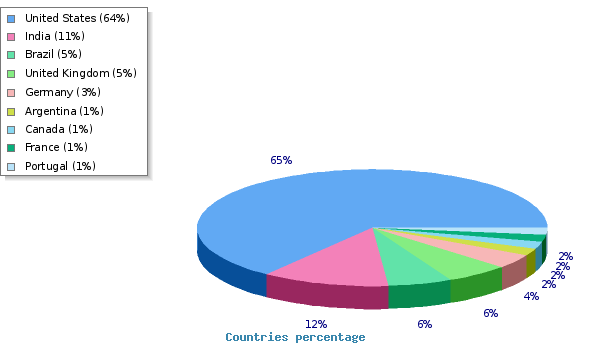 United States (64%)
India (11%)
Brazil (5%)
United Kingdom (5%)
Germany (3%)
Argentina (1%)
Canada (1%)
France (1%)
Portugal (1%)
65%
2%
2%
2%
2%
4%
6%
6%
12%
Countries percentage